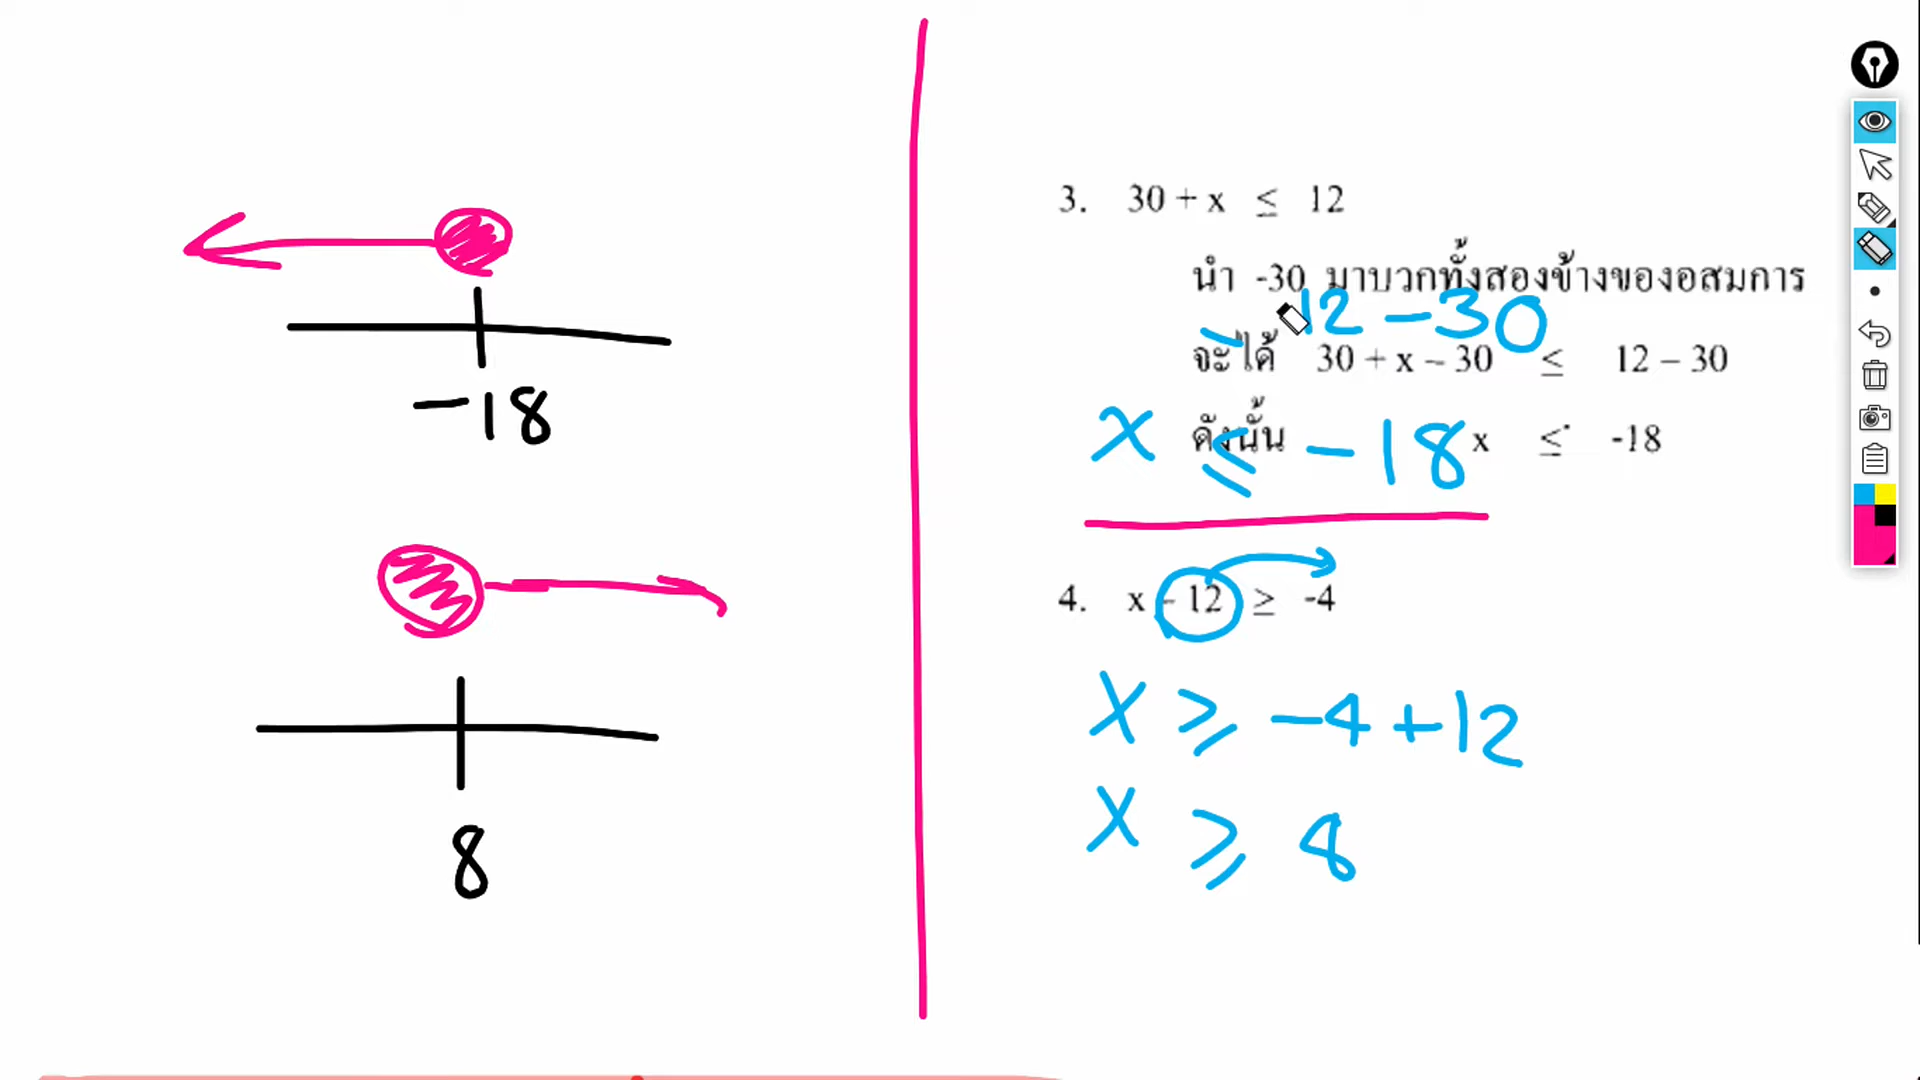 -18
8
3. 30 + x ≤ 12
นำ -30 มาบวกทั้งสองข้างของอสมการ
12 - 30
จะได้ 30 + x – 30 ≤ 12 – 30
x ≤ -18
ดังนั้น x ≤ -18
4. x - 12 ≥ -4
x ≥ -4 + 12
x ≥ 8